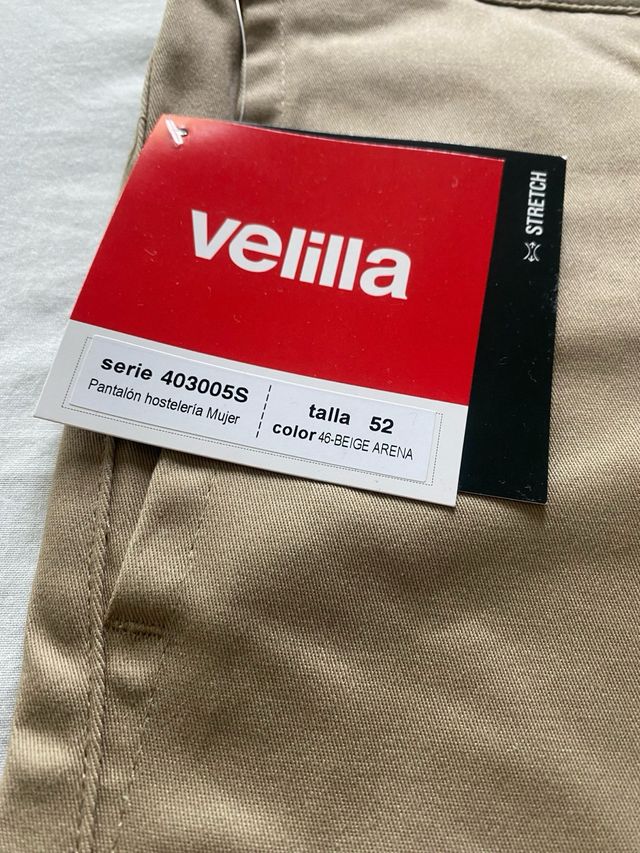 velilla
STRETCH
serie 403005S
Pantalón hostelería Mujer
talla 52
color 46-BEIGE ARENA